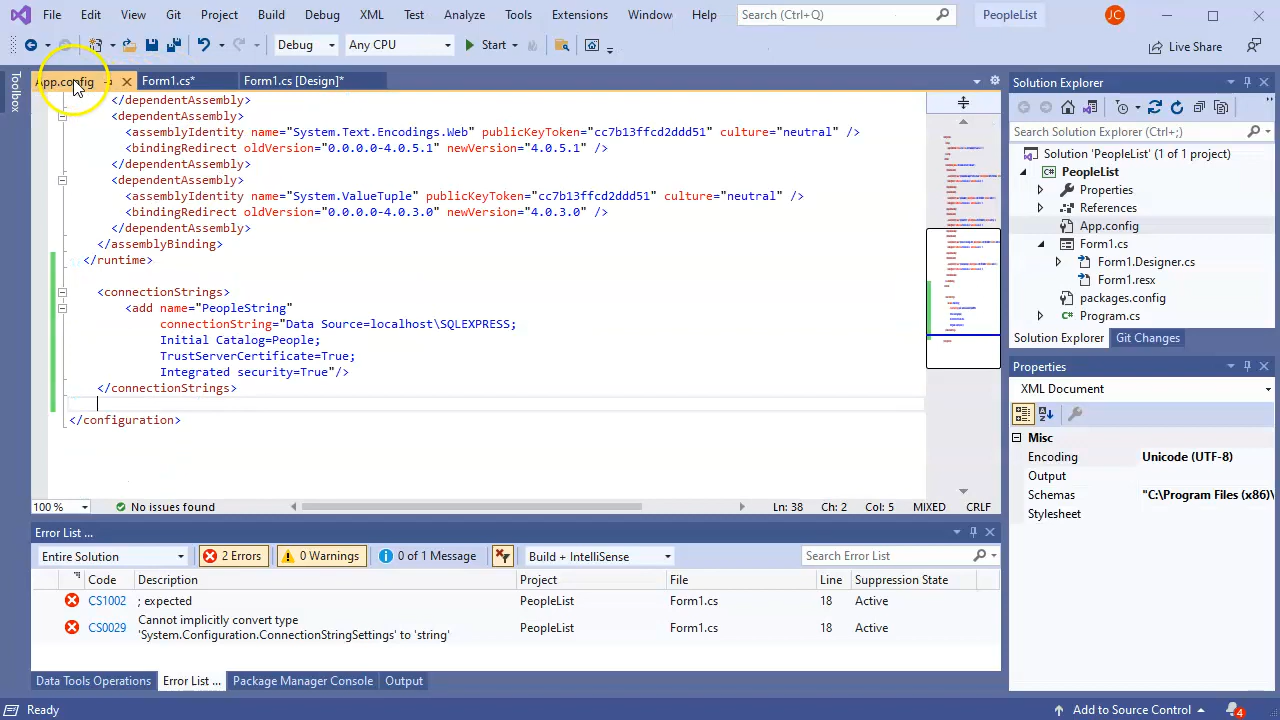 File Edit View Git Project Build Debug XML Test Analyze Tools Extensions Window Help Search (Ctrl+Q) PeopleList JC
Debug Any CPU Start Live Share
Toolbox
App.config Form1.cs* Form1.cs [Design]*
</dependentAssembly>
<dependentAssembly>
<assemblyIdentity name="System.Text.Encodings.Web" publicKeyToken="cc7b13ffcd2ddd51" culture="neutral" />
<bindingRedirect oldVersion="0.0.0.0-4.0.5.1" newVersion="4.0.5.1" />
</dependentAssembly>
<dependentAssembly>
<assemblyIdentity name="System.ValueTuple" publicKeyToken="cc7b13ffcd2ddd51" culture="neutral" />
<bindingRedirect oldVersion="0.0.0.0-4.0.3.0" newVersion="4.0.3.0" />
</dependentAssembly>
</assemblyBinding>
</runtime>
<connectionStrings>
<add name="People.string"
connectionString="Data Source=localhost\SQLEXPRESS;
Initial Catalog=People;
TrustServerCertificate=True;
Integrated security=True"/>
</connectionStrings>
</configuration>
100 % No issues found Ln: 38 Ch: 2 Col: 5 MIXED CRLF
Error List ...
Entire Solution 2 Errors 0 Warnings 0 of 1 Message Build + IntelliSense Search Error List
Code Description Project File Line Suppression State
CS1002 ; expected PeopleList Form1.cs 18 Active
CS0029 Cannot implicitly convert type 'System.Configuration.ConnectionStringSettings' to 'string' PeopleList Form1.cs 18 Active
Data Tools Operations Error List ... Package Manager Console Output
Solution Explorer
Search Solution Explorer (Ctrl+;)
Solution 'PeopleList' (1 of 1 project)
PeopleList
Properties
References
App.config
Form1.cs
Form1.Designer.cs
Form1.resx
packages.config
Program.cs
Solution Explorer Git Changes
Properties
XML Document
Misc
Encoding Unicode (UTF-8)
Output
Schemas "C:\Program Files (x86)\
Stylesheet
Ready Add to Source Control 4